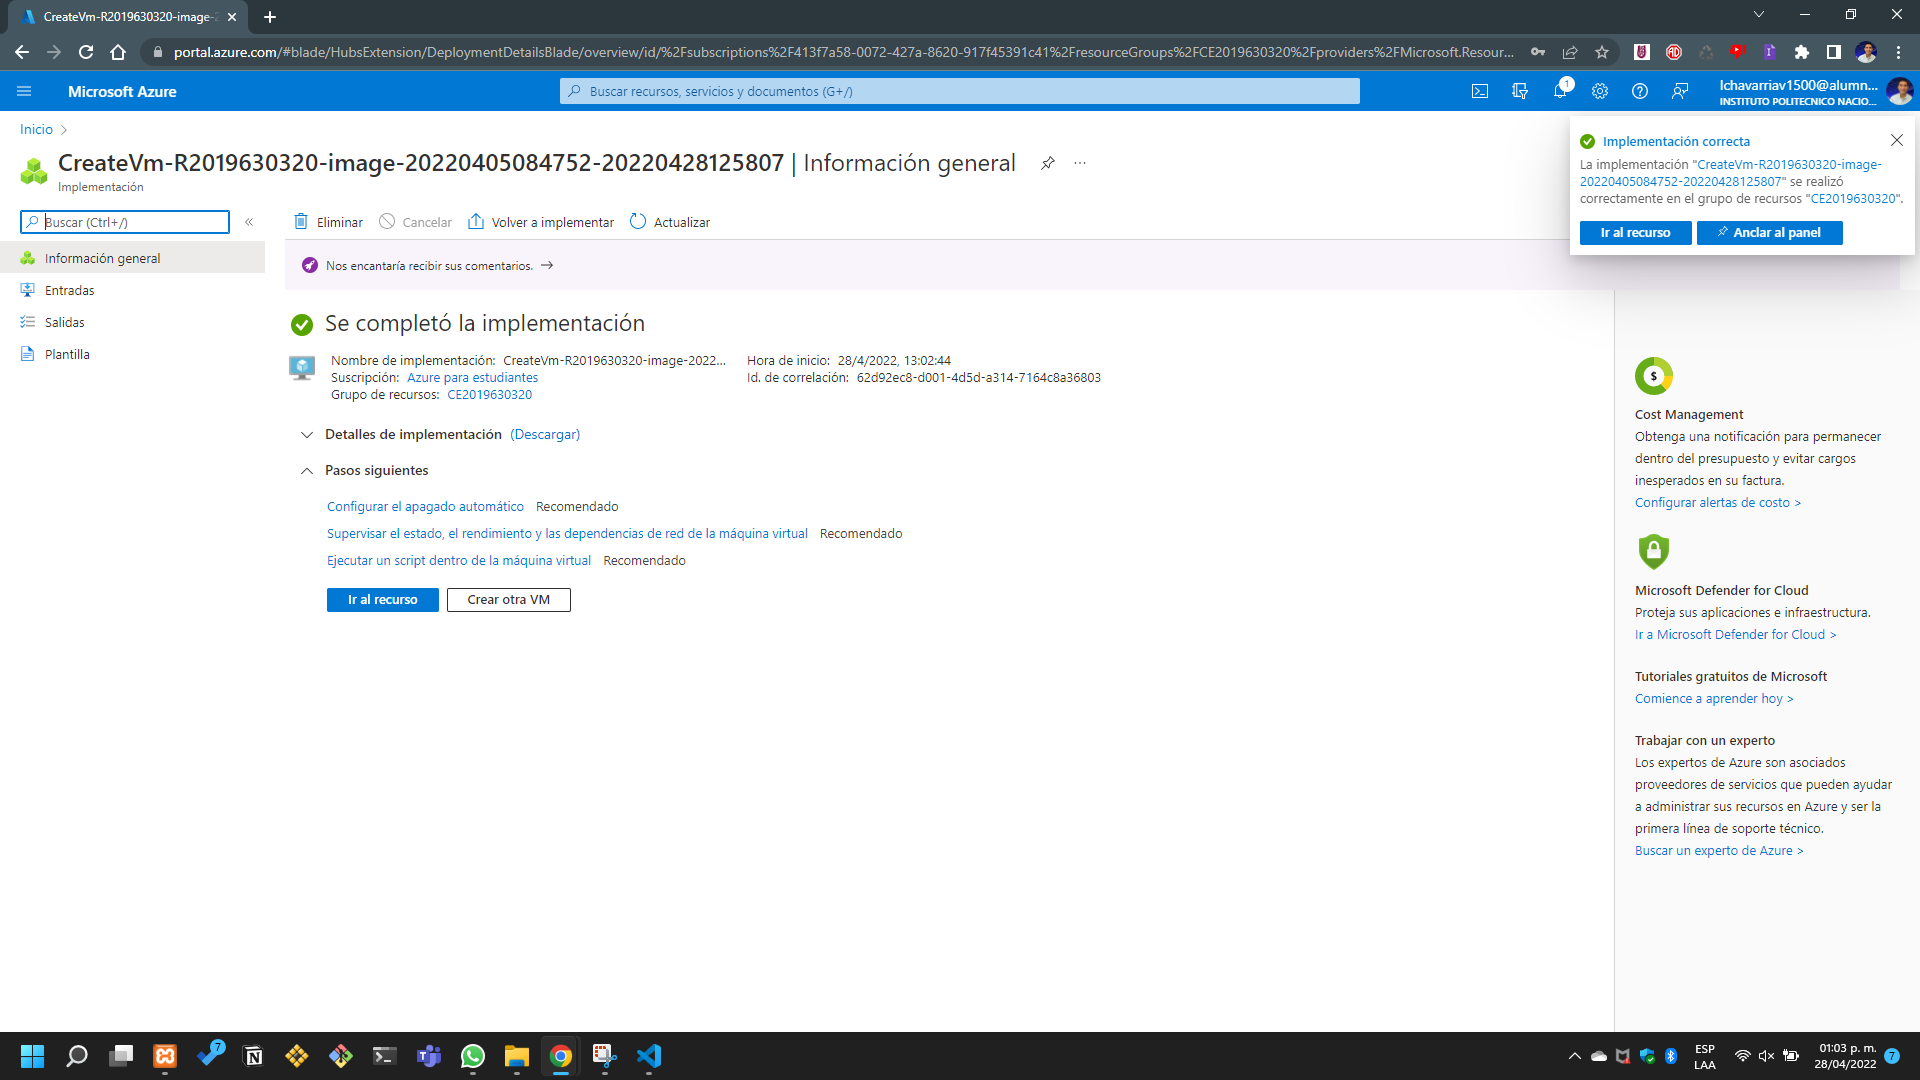 CreateVm-R2019630320-image-2
portal.azure.com/#blade/HubsExtension/DeploymentDetailsBlade/overview/id/%2Fsubscriptions%2F413f7a58-0072-427a-8620-917f45391c41%2FresourceGroups%2FCE2019630320%2Fproviders%2FMicrosoft.Resour...
Microsoft Azure
Buscar recursos, servicios y documentos (G+/)
1
lchavarriav1500@alumn...
INSTITUTO POLITECNICO NACIO...
Inicio
CreateVm-R2019630320-image-20220405084752-20220428125807 | Información general
Implementación
Implementación correcta
La implementación "CreateVm-R2019630320-image-
20220405084752-20220428125807" se realizó
correctamente en el grupo de recursos "CE2019630320".
Ir al recurso
Anclar al panel
Buscar (Ctrl+/)
Información general
Entradas
Salidas
Plantilla
Eliminar
Cancelar
Volver a implementar
Actualizar
Nos encantaría recibir sus comentarios.
Se completó la implementación
Nombre de implementación: CreateVm-R2019630320-image-2022...
Suscripción: Azure para estudiantes
Grupo de recursos: CE2019630320
Hora de inicio: 28/4/2022, 13:02:44
Id. de correlación: 62d92ec8-d001-4d5d-a314-7164c8a36803
Detalles de implementación (Descargar)
Pasos siguientes
Configurar el apagado automático Recomendado
Supervisar el estado, el rendimiento y las dependencias de red de la máquina virtual Recomendado
Ejecutar un script dentro de la máquina virtual Recomendado
Ir al recurso
Crear otra VM
$
Cost Management
Obtenga una notificación para permanecer
dentro del presupuesto y evitar cargos
inesperados en su factura.
Configurar alertas de costo >
Microsoft Defender for Cloud
Proteja sus aplicaciones e infraestructura.
Ir a Microsoft Defender for Cloud >
Tutoriales gratuitos de Microsoft
Comience a aprender hoy >
Trabajar con un experto
Los expertos de Azure son asociados
proveedores de servicios que pueden ayudar
a administrar sus recursos en Azure y ser la
primera línea de soporte técnico.
Buscar un experto de Azure >
7
ESP
LAA
01:03 p. m.
28/04/2022
7